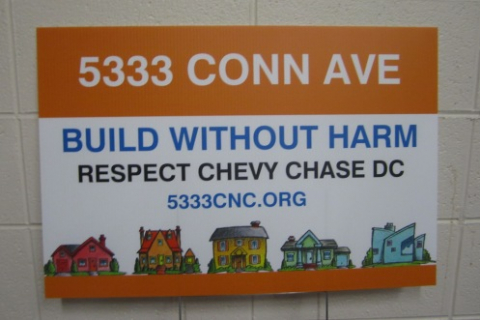 5333 CONN AVE
BUILD WITHOUT HARM
RESPECT CHEVY CHASE DC
5333CNC.ORG